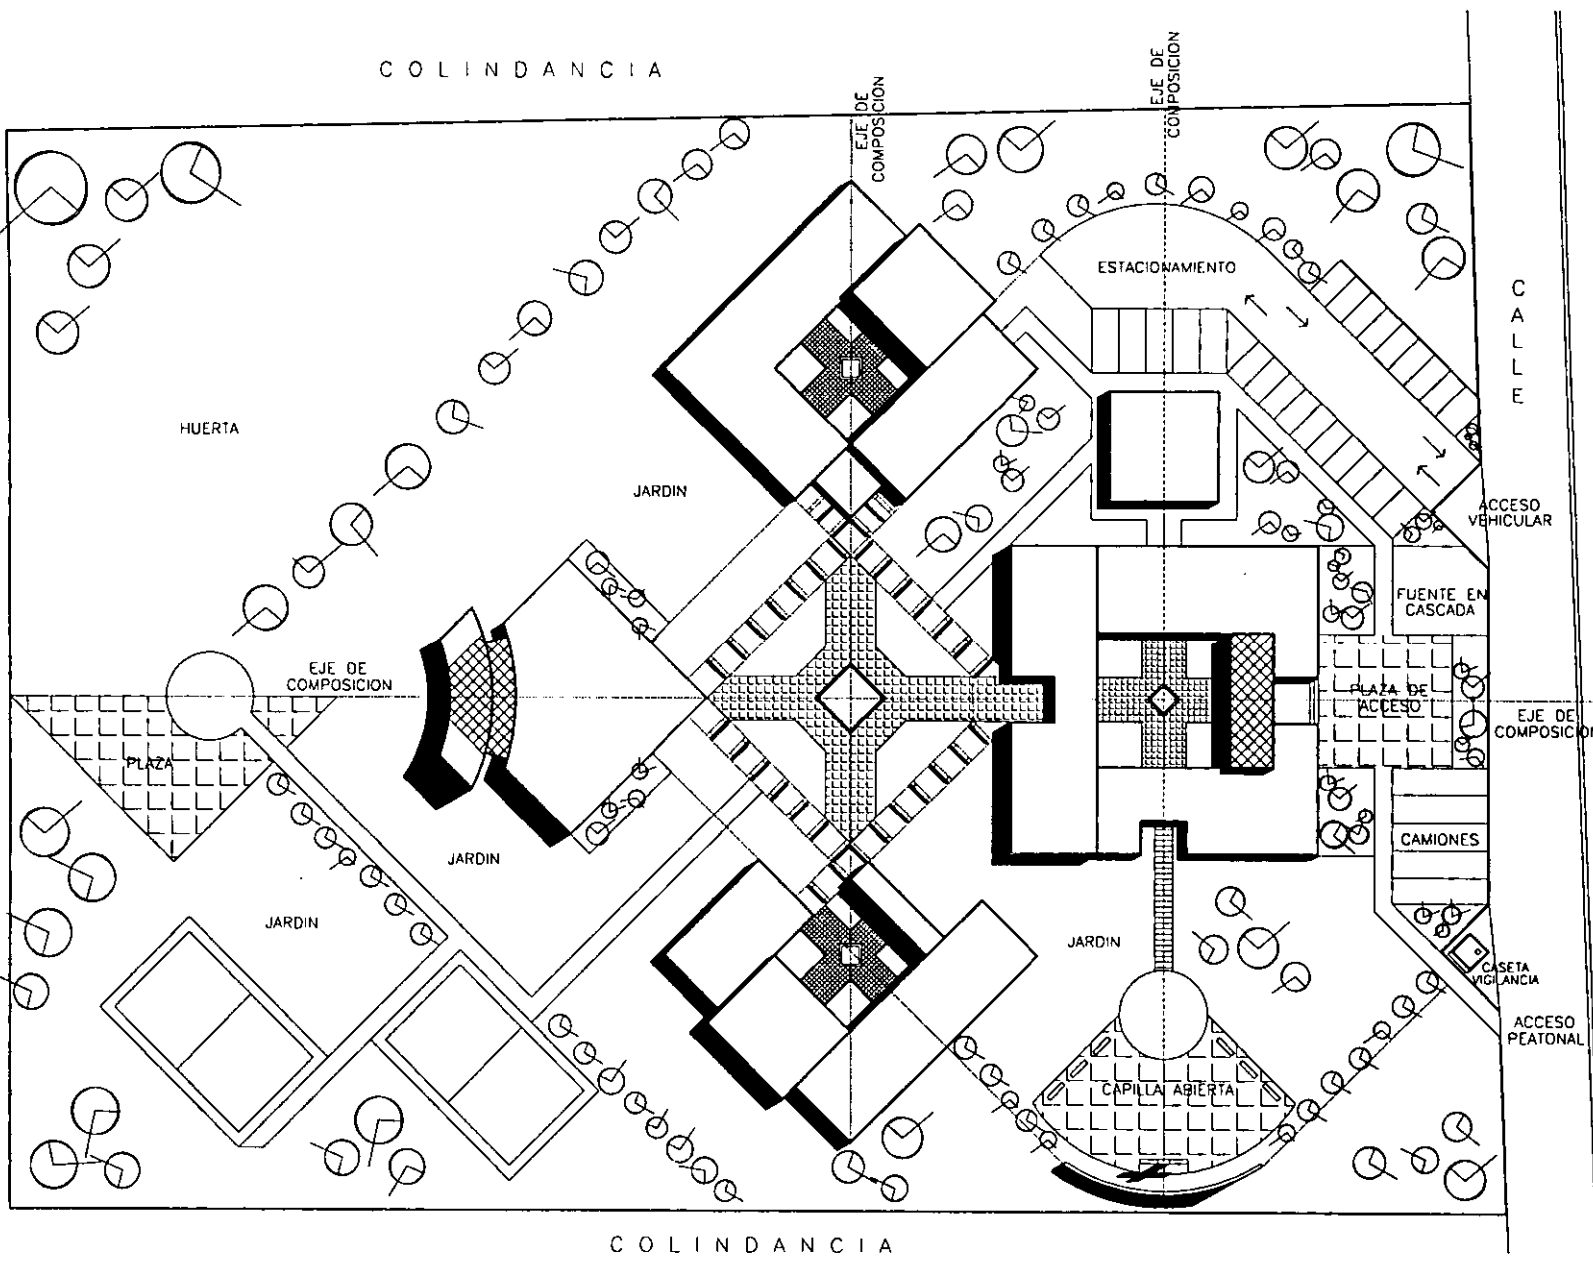 COLINDANCIA
EJE DE
COMPOSICION
EJE DE
COMPOSICION
ESTACIONAMIENTO
CALLE
HUERTA
JARDIN
ACCESO
VEHICULAR
FUENTE EN
CASCADA
EJE DE
COMPOSICION
PLAZA DE
ACCESO
EJE DE
COMPOSICION
PLAZA
CAMIONES
JARDIN
JARDIN
JARDIN
CASETA
VIGILANCIA
ACCESO
PEATONAL
CAPILLA ABIERTA
COLINDANCIA